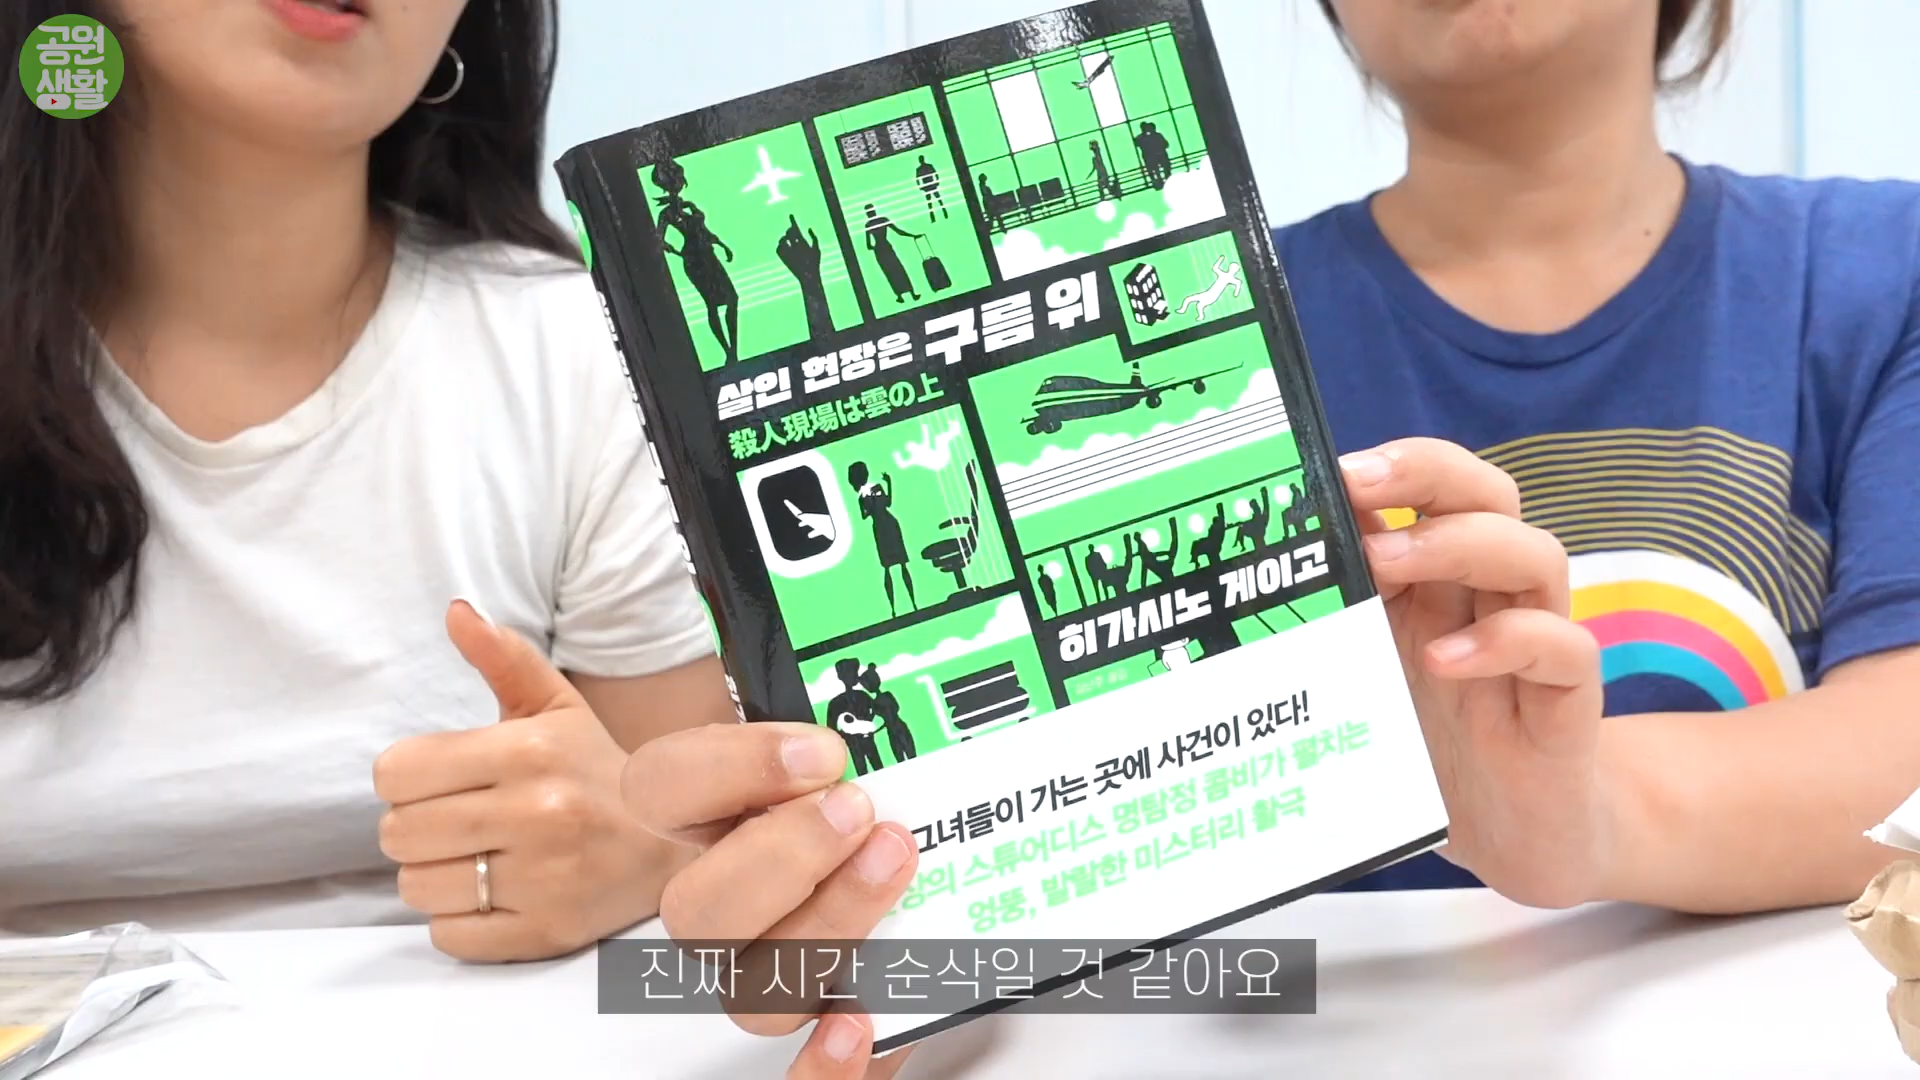 공원
생활
살인 현장은 구름 위
殺人現場は雲の上
히가시노 게이고
그녀들이 가는 곳에 사건이 있다!
스튜어디스 명탐정 콤비가 펼치는
엉뚱, 발랄한 미스터리 활극
진짜 시간 순삭일 것 같아요